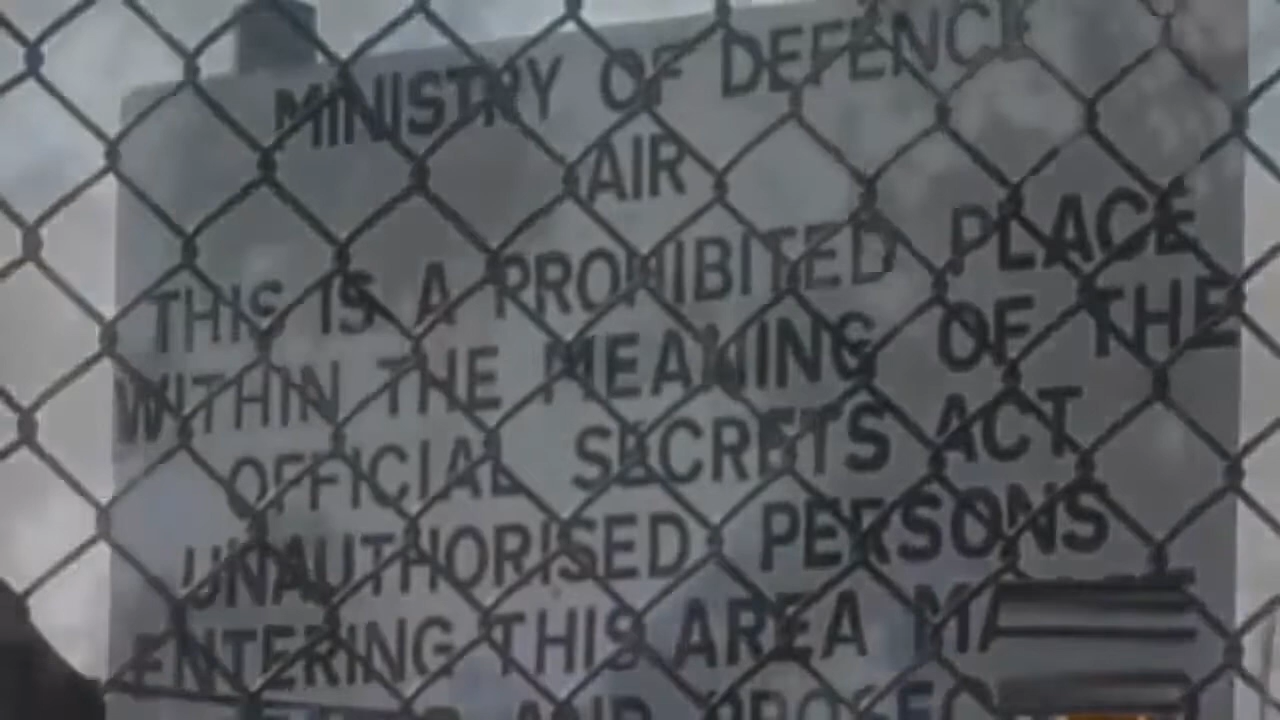 MINISTRY OF DEFENCE
AIR
THIS IS A PROHIBITED PLACE
WITHIN THE MEANING OF THE
OFFICIAL SECRETS ACT
UNAUTHORISED PERSONS
ENTERING THIS AREA
AND